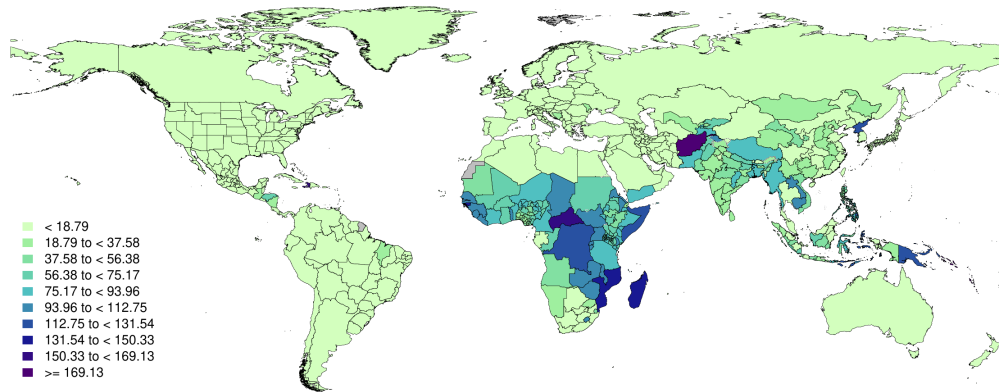 < 18.79
18.79 to < 37.58
37.58 to < 56.38
56.38 to < 75.17
75.17 to < 93.96
93.96 to < 112.75
112.75 to < 131.54
131.54 to < 150.33
150.33 to < 169.13
>= 169.13